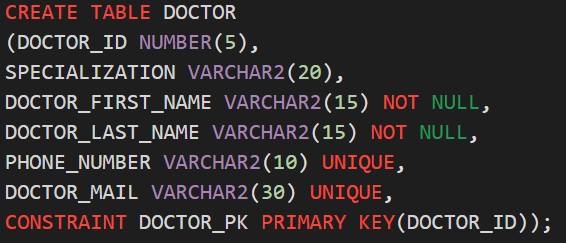 CREATE TABLE DOCTOR
(DOCTOR_ID NUMBER(5),
SPECIALIZATION VARCHAR2(20),
DOCTOR_FIRST_NAME VARCHAR2(15) NOT NULL,
DOCTOR_LAST_NAME VARCHAR2(15) NOT NULL,
PHONE_NUMBER VARCHAR2(10) UNIQUE,
DOCTOR_MAIL VARCHAR2(30) UNIQUE,
CONSTRAINT DOCTOR_PK PRIMARY KEY(DOCTOR_ID));